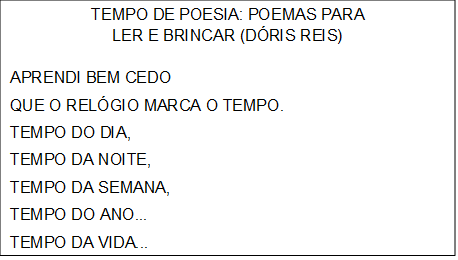 TEMPO DE POESIA: POEMAS PARA
LER E BRINCAR (DÓRIS REIS)
APRENDI BEM CEDO
QUE O RELÓGIO MARCA O TEMPO.
TEMPO DO DIA,
TEMPO DA NOITE,
TEMPO DA SEMANA,
TEMPO DO ANO...
TEMPO DA VIDA...